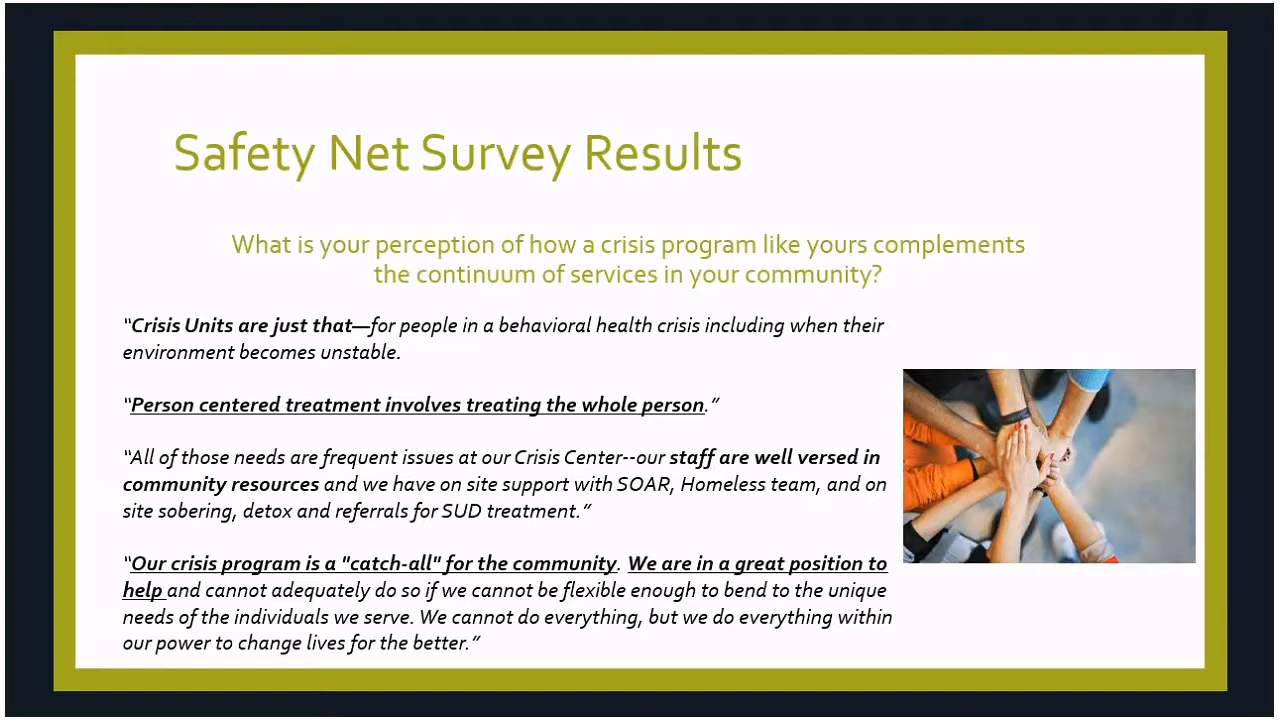 Safety Net Survey Results
What is your perception of how a crisis program like yours complements
the continuum of services in your community?
“Crisis Units are just that—for people in a behavioral health crisis including when their
environment becomes unstable.
“Person centered treatment involves treating the whole person.”
“All of those needs are frequent issues at our Crisis Center--our staff are well versed in
community resources and we have on site support with SOAR, Homeless team, and on
site sobering, detox and referrals for SUD treatment.”
“Our crisis program is a "catch-all" for the community. We are in a great position to
help and cannot adequately do so if we cannot be flexible enough to bend to the unique
needs of the individuals we serve. We cannot do everything, but we do everything within
our power to change lives for the better.”